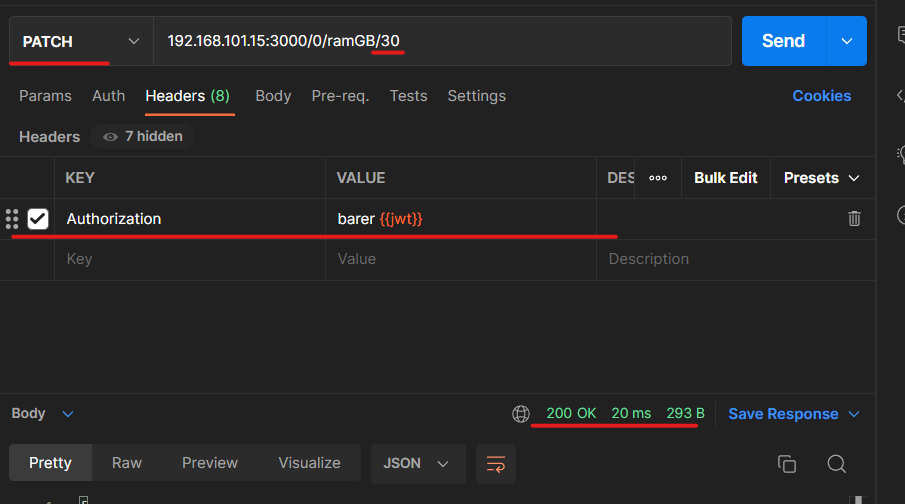 PATCH 192.168.101.15:3000/0/ramGB/30 Send
Params Auth Headers (8) Body Pre-req. Tests Settings Cookies
Headers 7 hidden
KEY VALUE DES Bulk Edit Presets
Authorization barer {{jwt}}
Key Value Description
Body 200 OK 20 ms 293 B Save Response
Pretty Raw Preview Visualize JSON